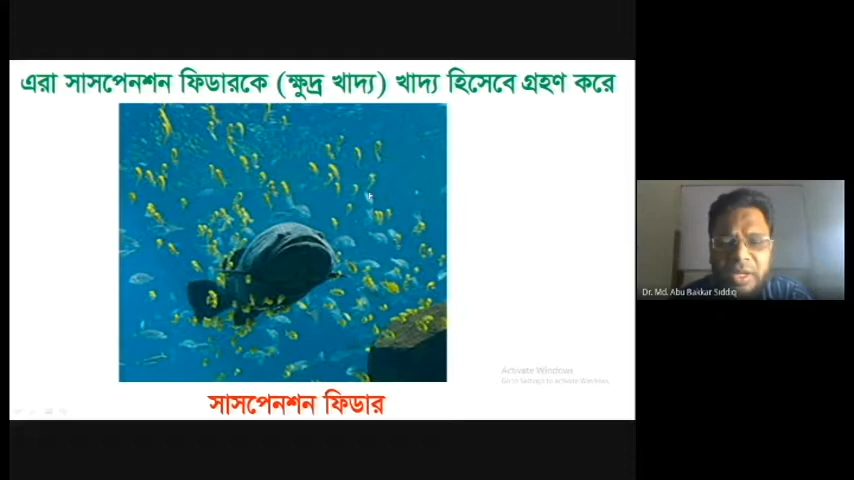 এরা সাসপেনশন ফিডারকে (ক্ষুদ্র খাদ্য) খাদ্য হিসেবে গ্রহণ করে
Dr. Md. Abu Bakkar Siddiq
Activate Windows
Go to Settings to activate Windows.
সাসপেনশন ফিডার